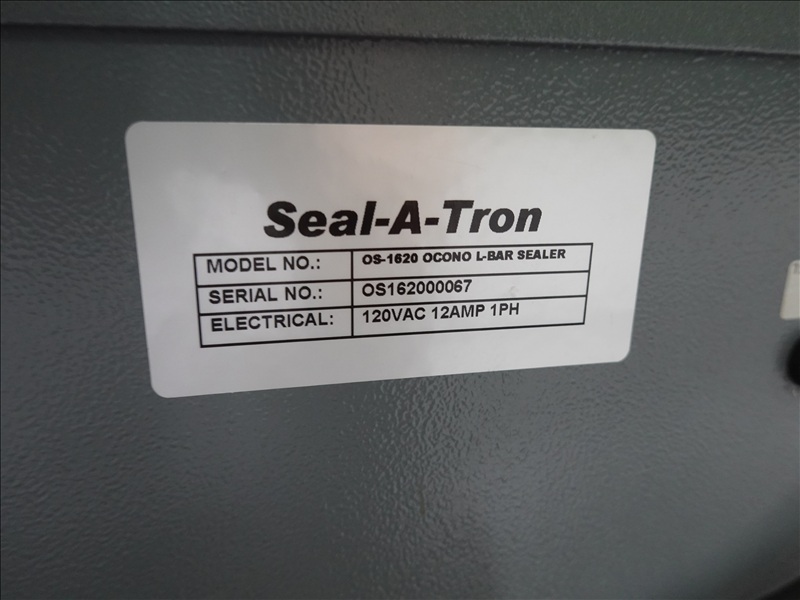 Seal-A-Tron
MODEL NO.: OS-1620 OCONO L-BAR SEALER
SERIAL NO.: OS162000067
ELECTRICAL: 120VAC 12AMP 1PH